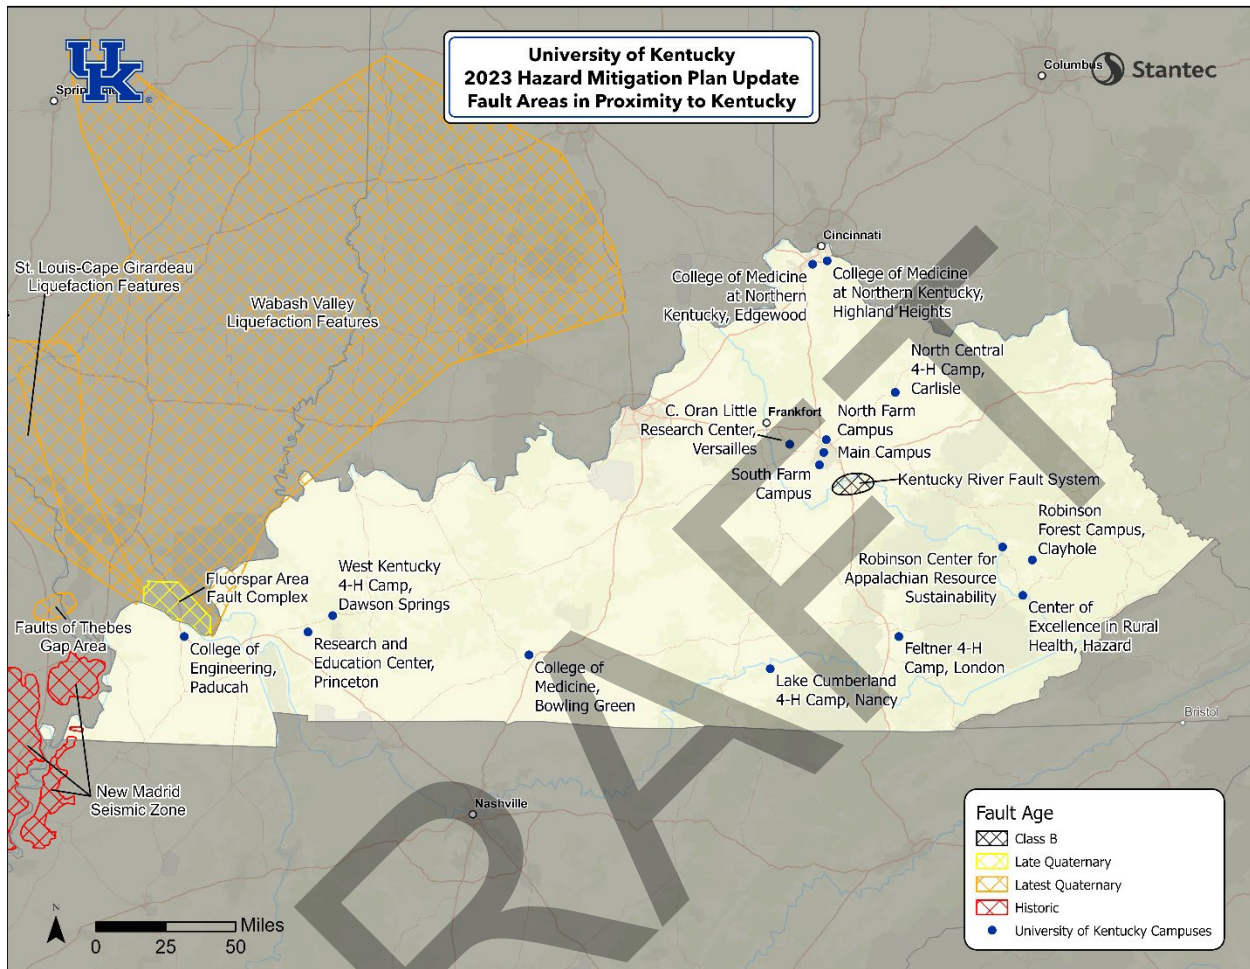 University of Kentucky
2023 Hazard Mitigation Plan Update
Fault Areas in Proximity to Kentucky
UK
Columbus
Stantec
St. Louis-Cape Girardeau
Liquefaction Features
Wabash Valley
Liquefaction Features
Cincinnati
College of Medicine
at Northern
Kentucky, Edgewood
College of Medicine
at Northern Kentucky,
Highland Heights
North Central
4-H Camp,
Carlisle
C. Oran Little
Research Center,
Versailles
Frankfort
North Farm
Campus
Main Campus
South Farm
Campus
Kentucky River Fault System
Robinson
Forest Campus,
Clayhole
Robinson Center for
Appalachian Resource
Sustainability
Center of
Excellence in Rural
Health, Hazard
Fluorspar Area
Fault Complex
West Kentucky
4-H Camp,
Dawson Springs
Faults of Thebes
Gap Area
College of
Engineering,
Paducah
Research and
Education Center,
Princeton
College of
Medicine,
Bowling Green
Lake Cumberland
4-H Camp, Nancy
Feltner 4-H
Camp, London
Bristol
New Madrid
Seismic Zone
Nashville
DRAFT
Fault Age
Class B
Late Quaternary
Latest Quaternary
Historic
University of Kentucky Campuses
N
Miles
0 25 50